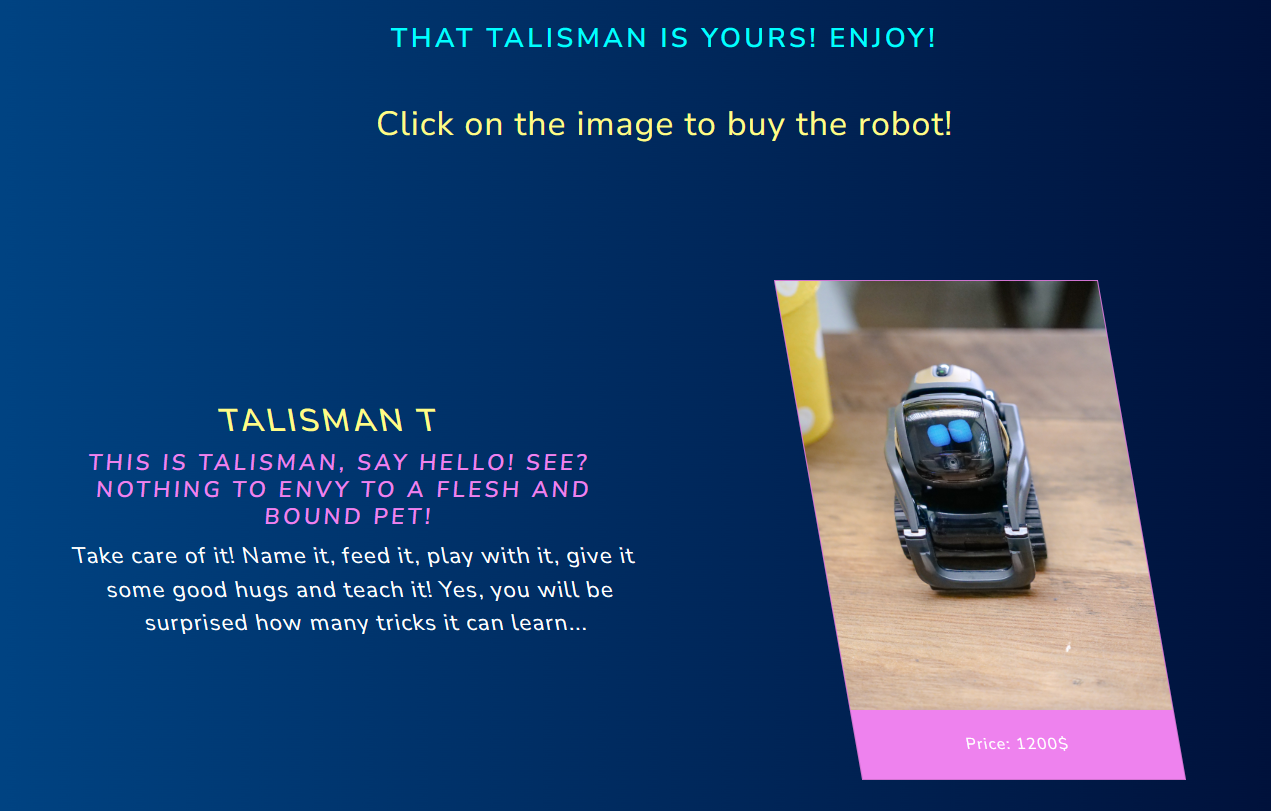 THAT TALISMAN IS YOURS! ENJOY!
Click on the image to buy the robot!
TALISMAN T
THIS IS TALISMAN, SAY HELLO! SEE?
NOTHING TO ENVY TO A FLESH AND
BOUND PET!
Take care of it! Name it, feed it, play with it, give it
some good hugs and teach it! Yes, you will be
surprised how many tricks it can learn...
Price: 1200$